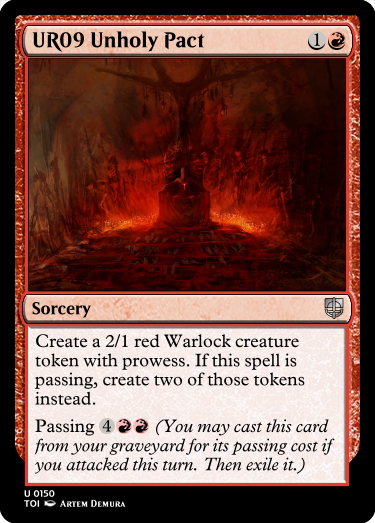 UR09 Unholy Pact 1
Sorcery
Create a 2/1 red Warlock creature
token with prowess. If this spell is
passing, create two of those tokens
instead.
Passing 4 (You may cast this card
from your graveyard for its passing cost if
you attacked this turn. Then exile it.)
U 0150
TOI Artem Demura